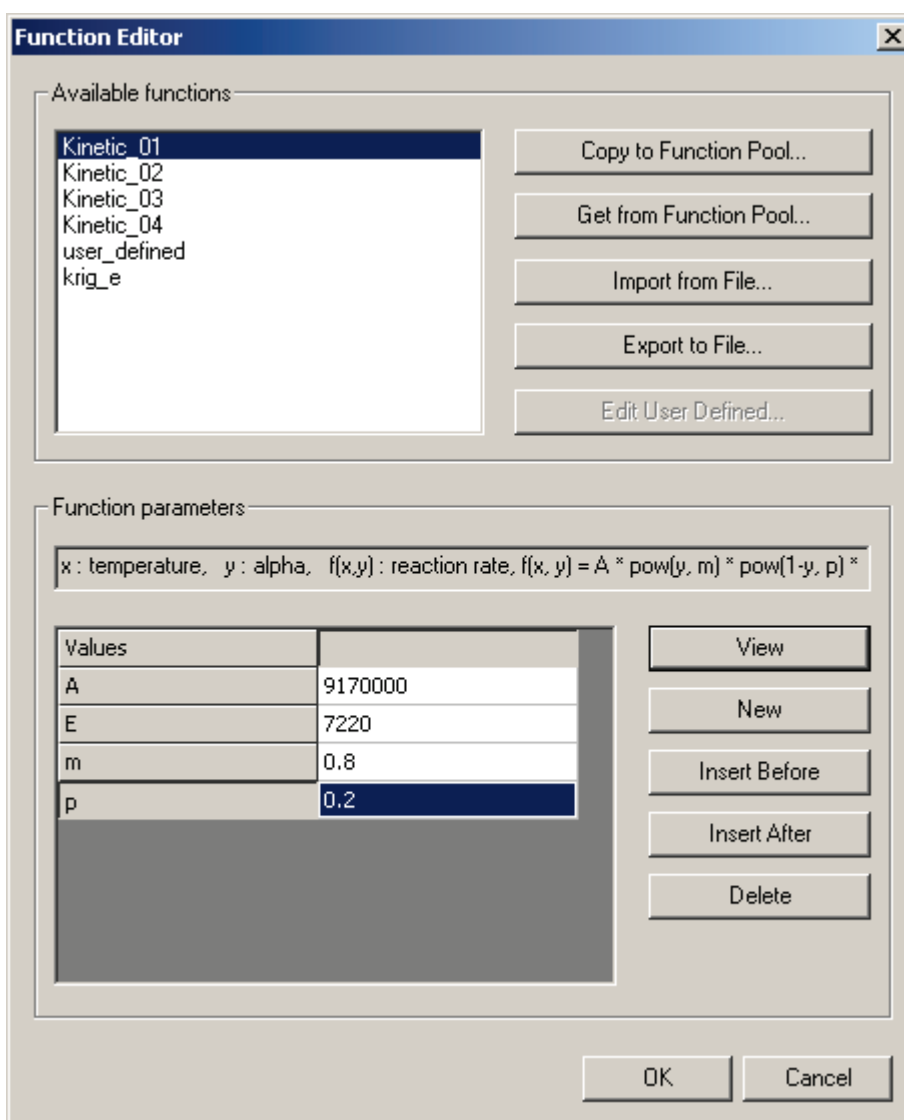 Function Editor
Available functions
Kinetic_01
Kinetic_02
Kinetic_03
Kinetic_04
user_defined
krig_e
Copy to Function Pool...
Get from Function Pool...
Import from File...
Export to File...
Edit User Defined...
Function parameters
x : temperature,   y : alpha,   f(x,y) : reaction rate, f(x, y) = A * pow(y, m) * pow(1-y, p) *
Values
A 9170000
E 7220
m 0.8
p 0.2
View
New
Insert Before
Insert After
Delete
OK Cancel